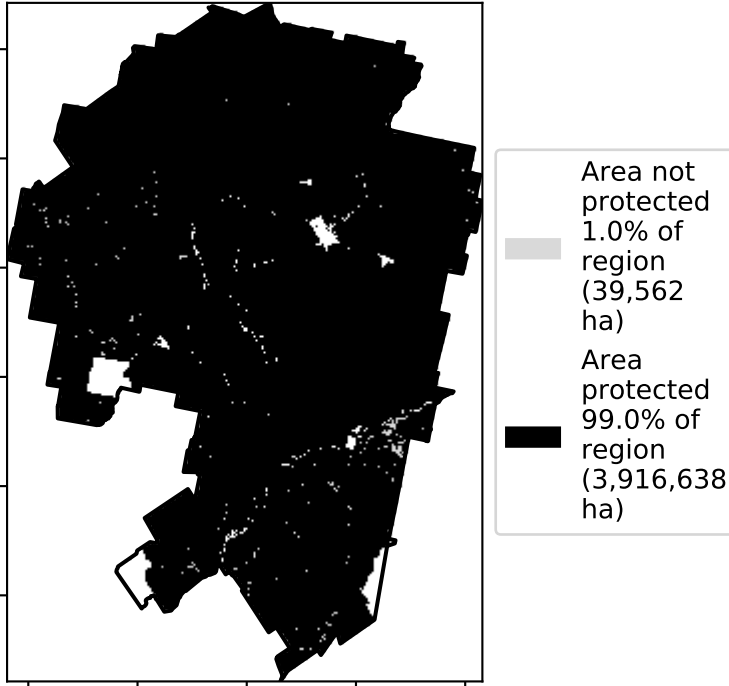 Area not
protected
1.0% of
region
(39,562
ha)
Area
protected
99.0% of
region
(3,916,638
ha)